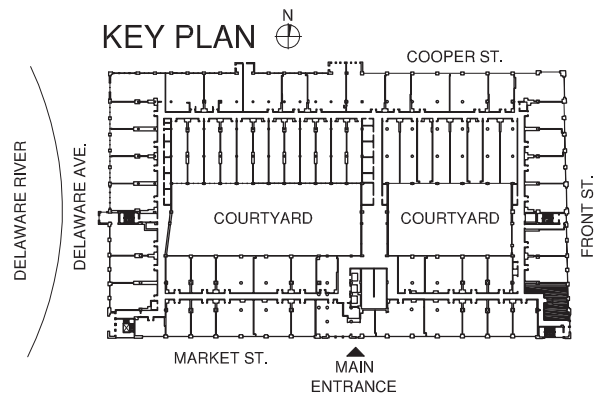 N
KEY PLAN
COOPER ST.
DELAWARE RIVER
DELAWARE AVE.
COURTYARD
COURTYARD
FRONT ST.
MARKET ST.
MAIN
ENTRANCE